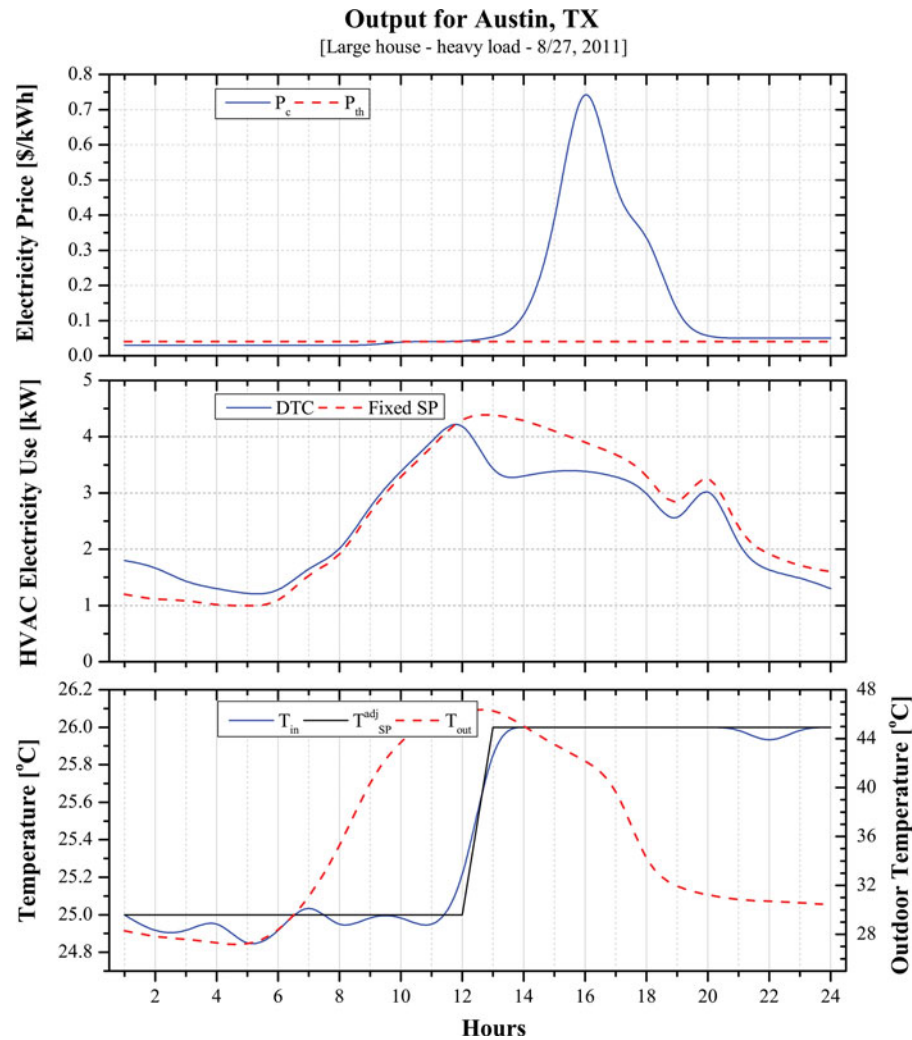 Output for Austin, TX
[Large house - heavy load - 8/27, 2011]
Electricity Price [$/kWh]
0.8
0.7
0.6
0.5
0.4
0.3
0.2
0.1
0.0
P_c P_th
HVAC Electricity Use [kW]
5
4
3
2
1
0
DTC Fixed SP
Temperature [°C]
26.2
26.0
25.8
25.6
25.4
25.2
25.0
24.8
T_in T_SP^adj T_out
48
44
40
36
32
28
Outdoor Temperature [°C]
2 4 6 8 10 12 14 16 18 20 22 24
Hours